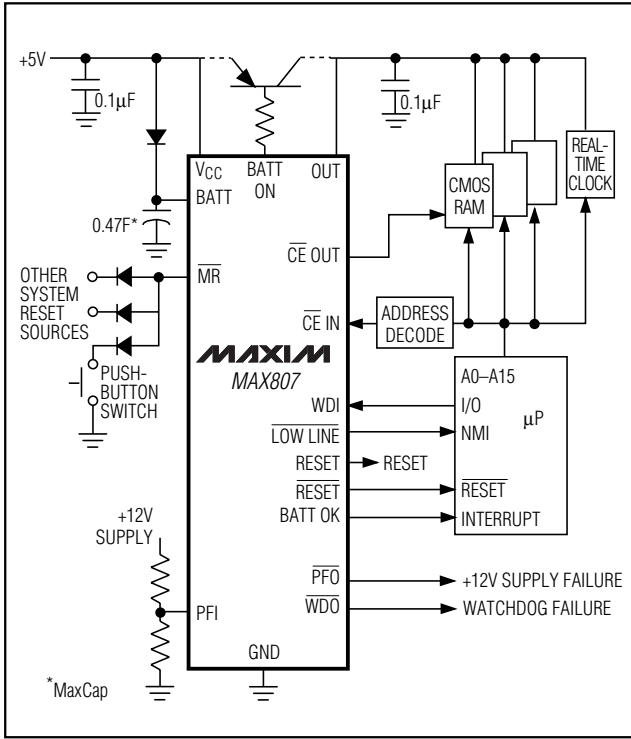 +5V
0.1µF
0.1µF
REAL-
TIME
CLOCK
VCC
BATT
ON
OUT
CMOS
RAM
BATT
0.47F*
CE OUT
OTHER
SYSTEM
RESET
SOURCES
MR
CE IN
ADDRESS
DECODE
MAXIM
MAX807
PUSH-
BUTTON
SWITCH
A0–A15
WDI
I/O
µP
LOW LINE
NMI
RESET
RESET
RESET
RESET
BATT OK
INTERRUPT
+12V
SUPPLY
PFO
+12V SUPPLY FAILURE
PFI
WDO
WATCHDOG FAILURE
GND
*MaxCap